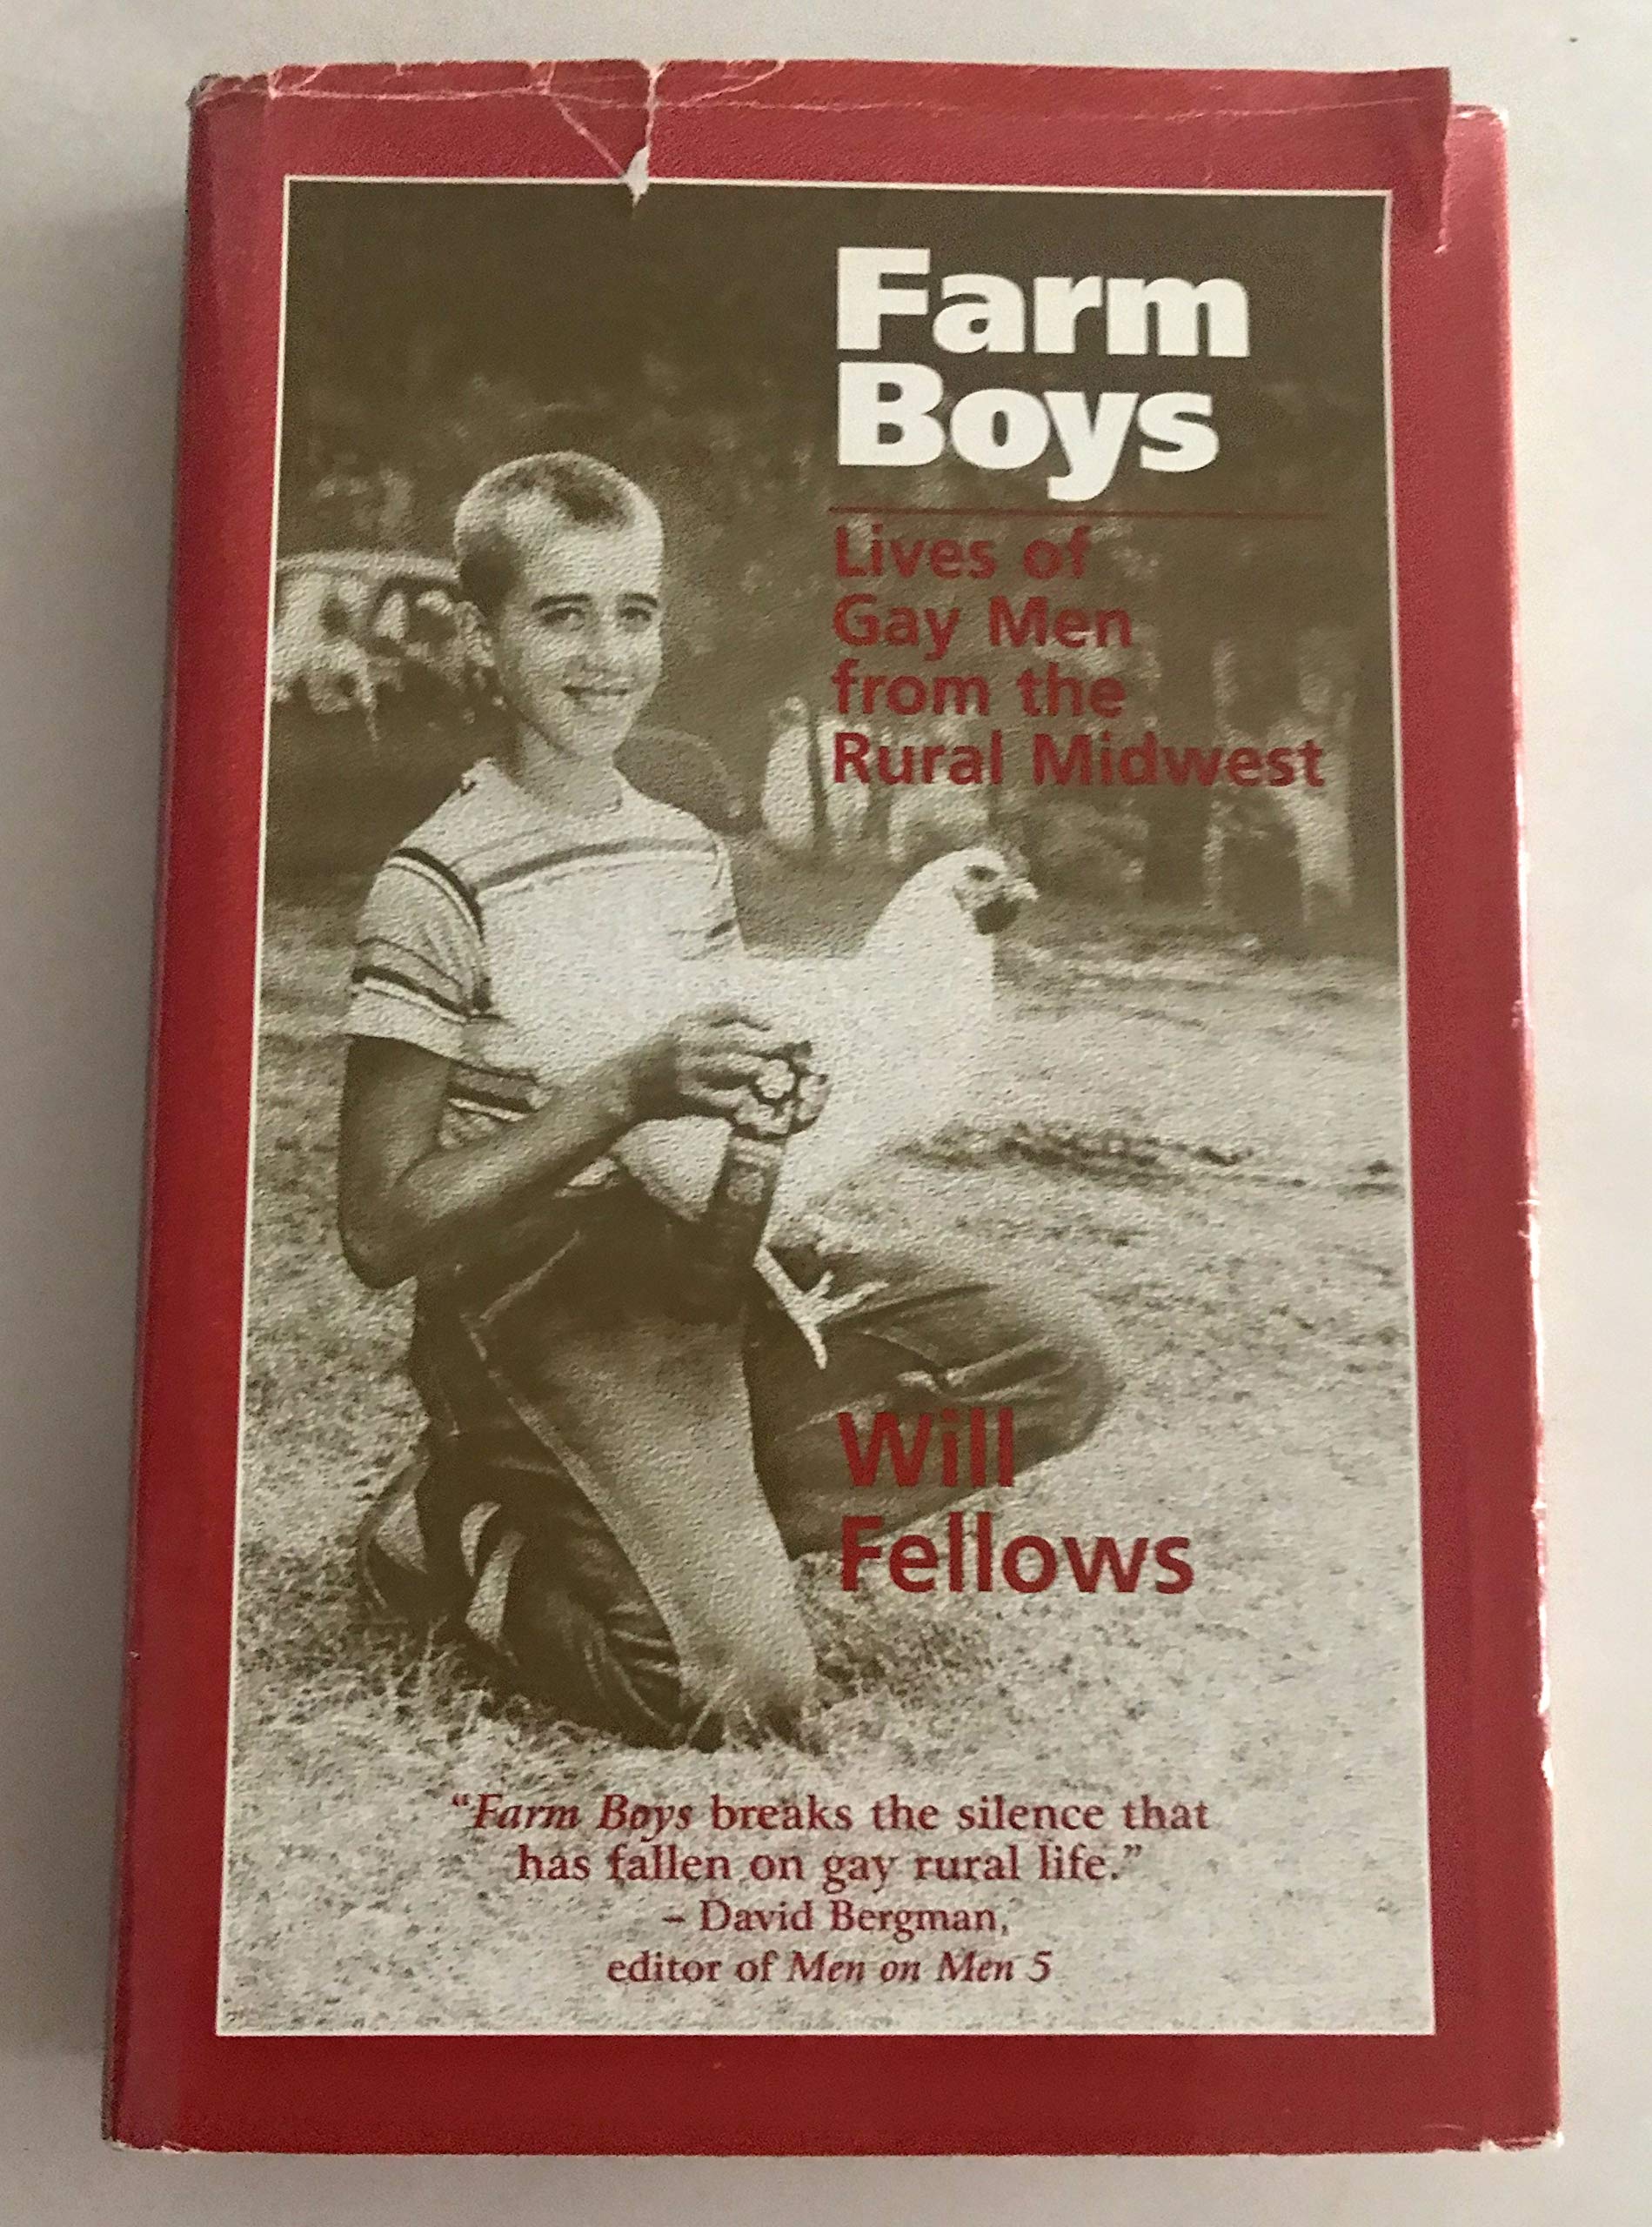 Farm
Boys
Lives of
Gay Men
from the
Rural Midwest
Will
Fellows
“Farm Boys breaks the silence that
has fallen on gay rural life.”
– David Bergman,
editor of Men on Men 5